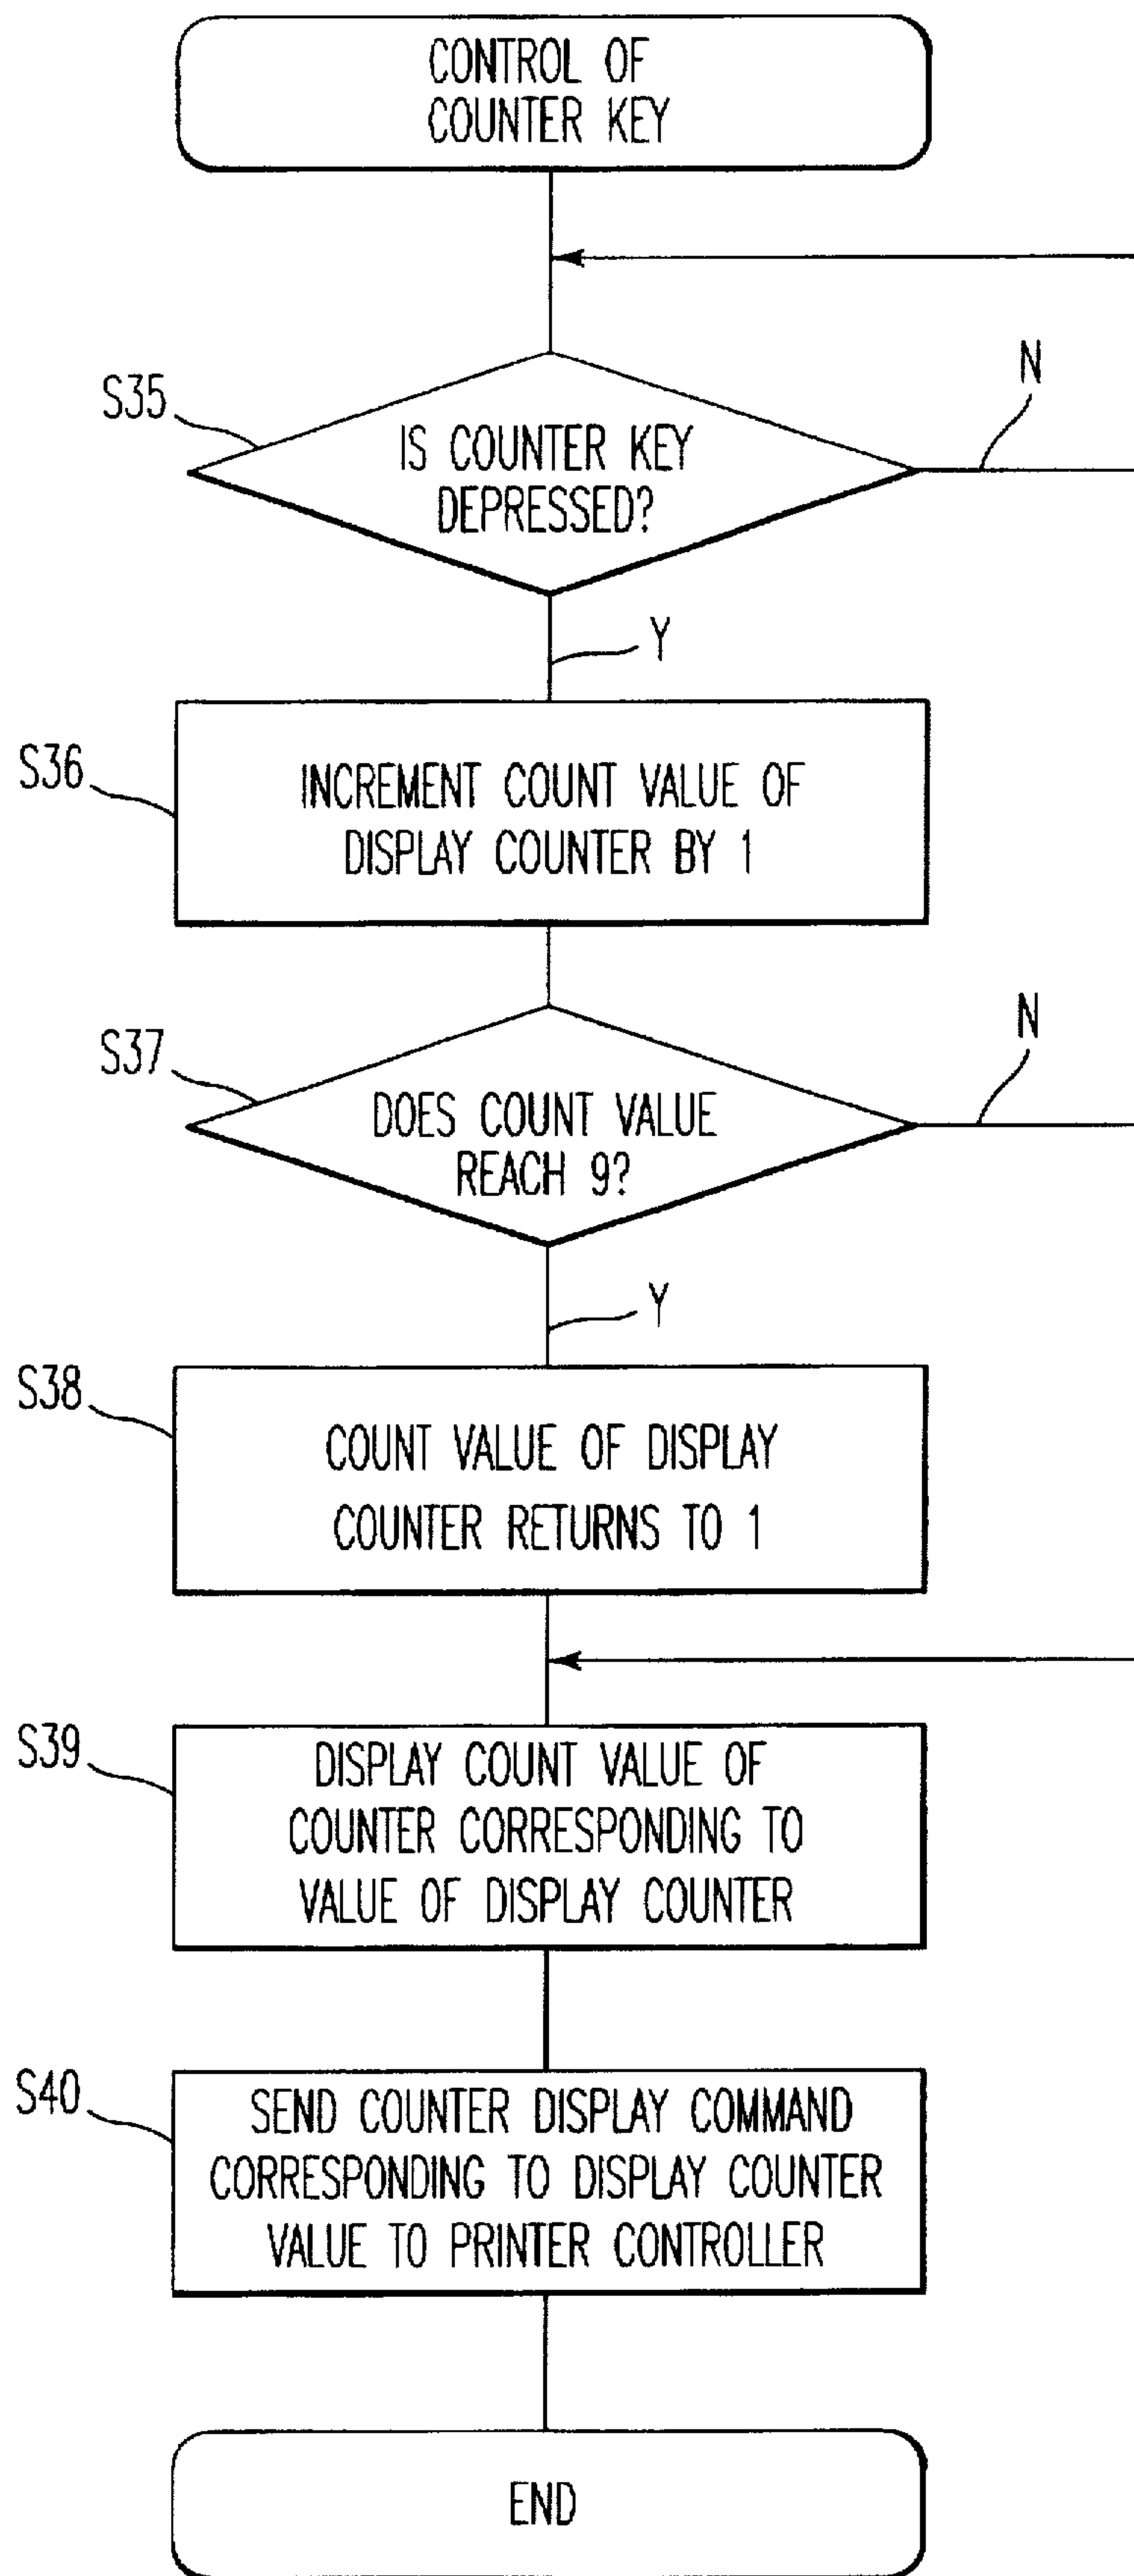 CONTROL OF
COUNTER KEY
S35
N
IS COUNTER KEY
DEPRESSED?
Y
S36
INCREMENT COUNT VALUE OF
DISPLAY COUNTER BY 1
S37
N
DOES COUNT VALUE
REACH 9?
Y
S38
COUNT VALUE OF DISPLAY
COUNTER RETURNS TO 1
S39
DISPLAY COUNT VALUE OF
COUNTER CORRESPONDING TO
VALUE OF DISPLAY COUNTER
S40
SEND COUNTER DISPLAY COMMAND
CORRESPONDING TO DISPLAY COUNTER
VALUE TO PRINTER CONTROLLER
END